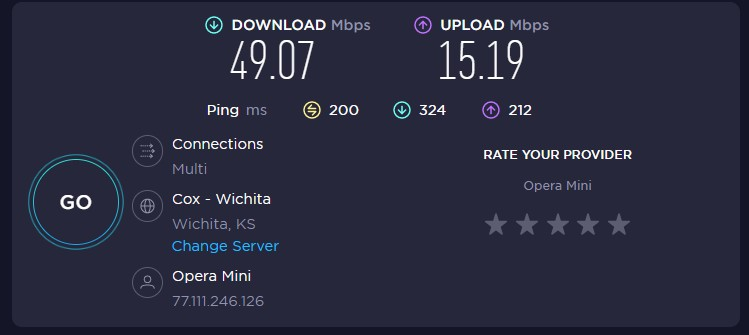 DOWNLOAD Mbps
49.07
UPLOAD Mbps
15.19
Ping ms 200 324 212
GO
Connections
Multi
Cox - Wichita
Wichita, KS
Change Server
Opera Mini
77.111.246.126
RATE YOUR PROVIDER
Opera Mini